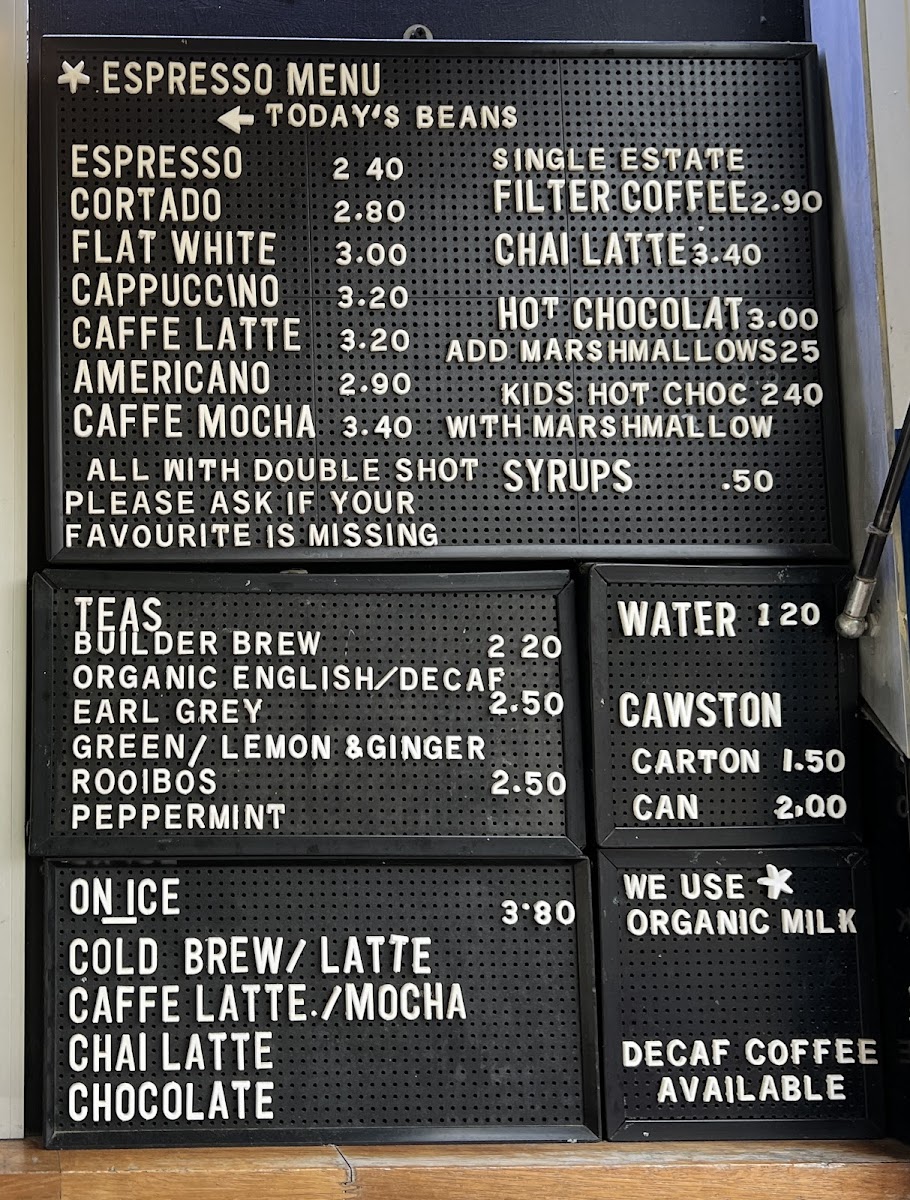 *.ESPRESSO MENU
← TODAY'S BEANS
ESPRESSO 2 40
CORTADO 2.80
FLAT WHITE 3.00
CAPPUCCINO 3.20
CAFFE LATTE 3.20
AMERICANO 2.90
CAFFE MOCHA 3.40
ALL WITH DOUBLE SHOT
PLEASE ASK IF YOUR
FAVOURITE IS MISSING
SINGLE ESTATE
FILTER COFFEE 2.90
CHAI LATTE 3.40
HOT CHOCOLAT 3.00
ADD MARSHMALLOWS 25
KIDS HOT CHOC 240
WITH MARSHMALLOW
SYRUPS .50
TEAS
BUILDER BREW 2 20
ORGANIC ENGLISH/DECAF
EARL GREY 2.50
GREEN/ LEMON &GINGER
ROOIBOS 2.50
PEPPERMINT
WATER 1 20
CAWSTON
CARTON 1.50
CAN 2.00
ON ICE 3.80
COLD BREW/ LATTE
CAFFE LATTE./MOCHA
CHAI LATTE
CHOCOLATE
WE USE *
ORGANIC MILK
DECAF COFFEE
AVAILABLE